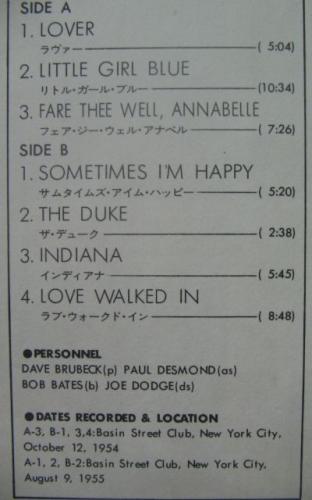 SIDE A
1. LOVER
ラヴァー ( 5:04)
2. LITTLE GIRL BLUE
リトル・ガール・ブルー (10:34)
3. FARE THEE WELL, ANNABELLE
フェア・ジー・ウェル・アナベル ( 7:26)
SIDE B
1. SOMETIMES I'M HAPPY
サムタイムズ・アイム・ハッピー ( 5:20)
2. THE DUKE
ザ・デューク ( 2:38)
3. INDIANA
インディアナ ( 5:45)
4. LOVE WALKED IN
ラブ・ウォークド・イン ( 8:48)
●PERSONNEL
DAVE BRUBECK(p) PAUL DESMOND(as)
BOB BATES(b) JOE DODGE(ds)
●DATES RECORDED & LOCATION
A-3, B-1, 3,4:Basin Street Club, New York City,
October 12, 1954
A-1, 2, B-2:Basin Street Club, New York City,
August 9, 1955